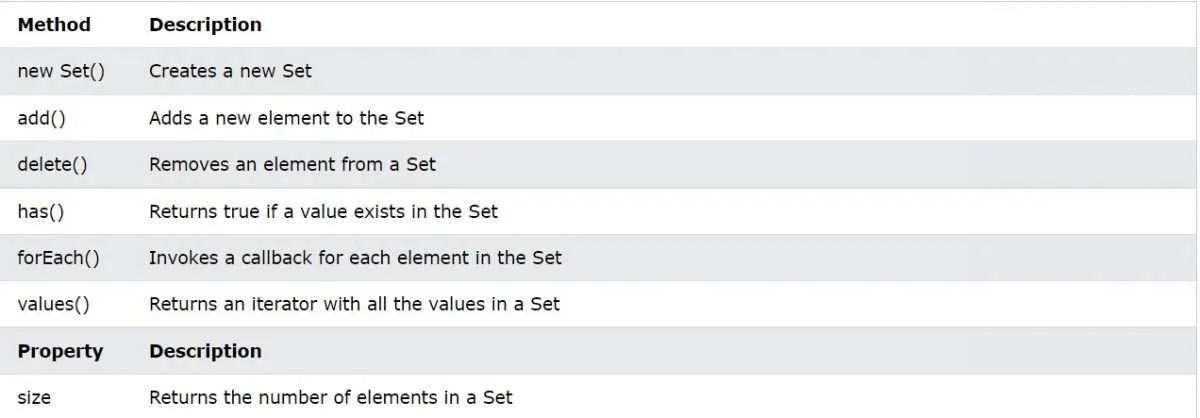 Method Description
new Set() Creates a new Set
add() Adds a new element to the Set
delete() Removes an element from a Set
has() Returns true if a value exists in the Set
forEach() Invokes a callback for each element in the Set
values() Returns an iterator with all the values in a Set
Property Description
size Returns the number of elements in a Set